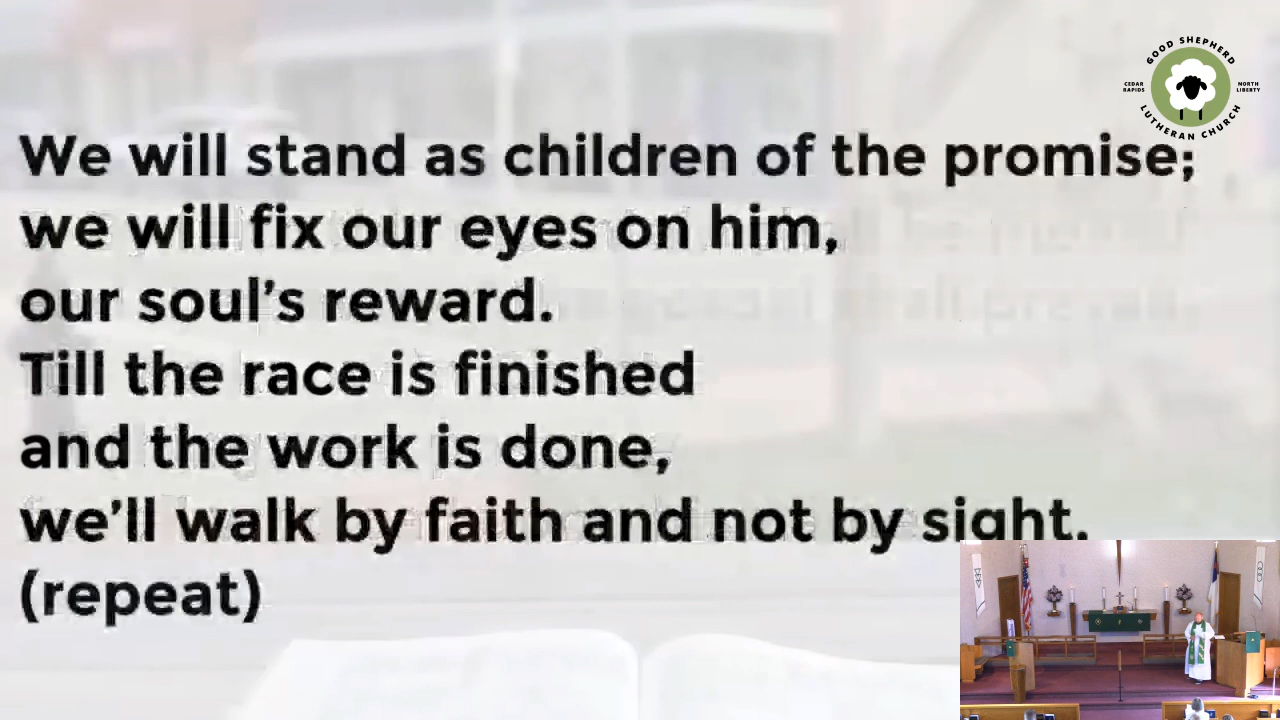 GOOD SHEPHERD
CEDAR RAPIDS
NORTH LIBERTY
LUTHERAN CHURCH
We will stand as children of the promise;
we will fix our eyes on him,
our soul’s reward.
Till the race is finished
and the work is done,
we’ll walk by faith and not by sight.
(repeat)